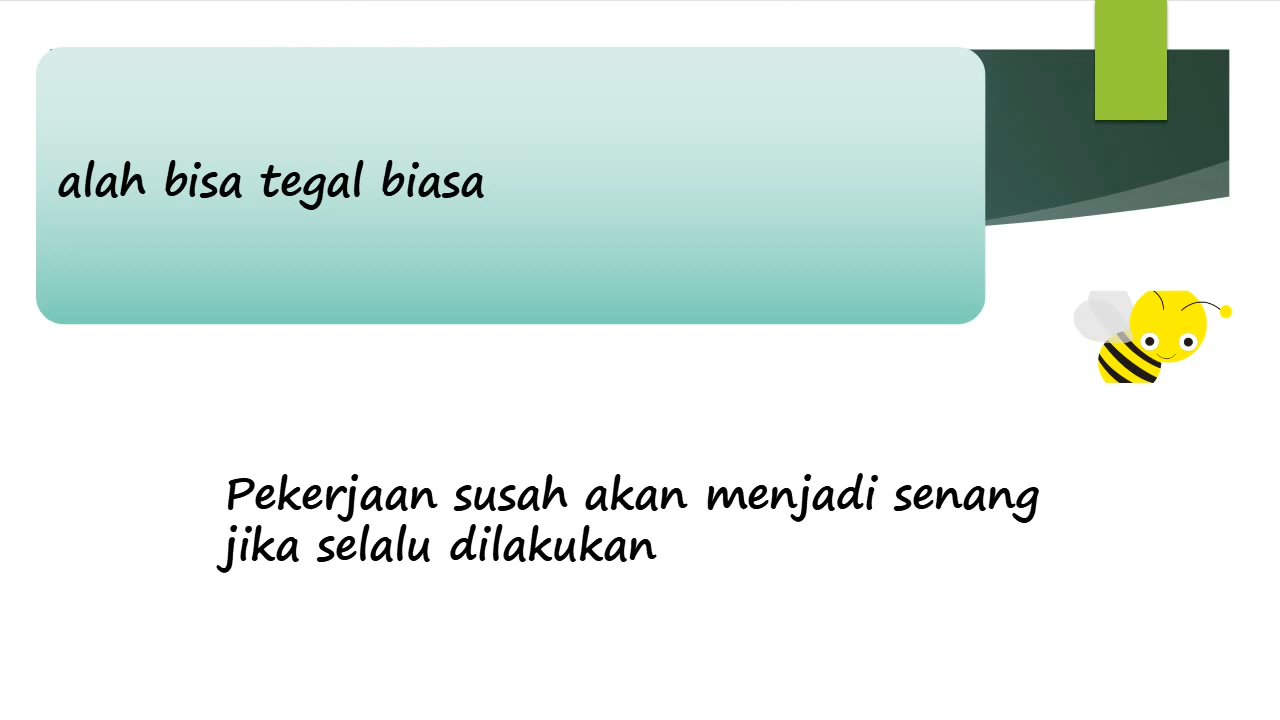 alah bisa tegal biasa
Pekerjaan susah akan menjadi senang
jika selalu dilakukan